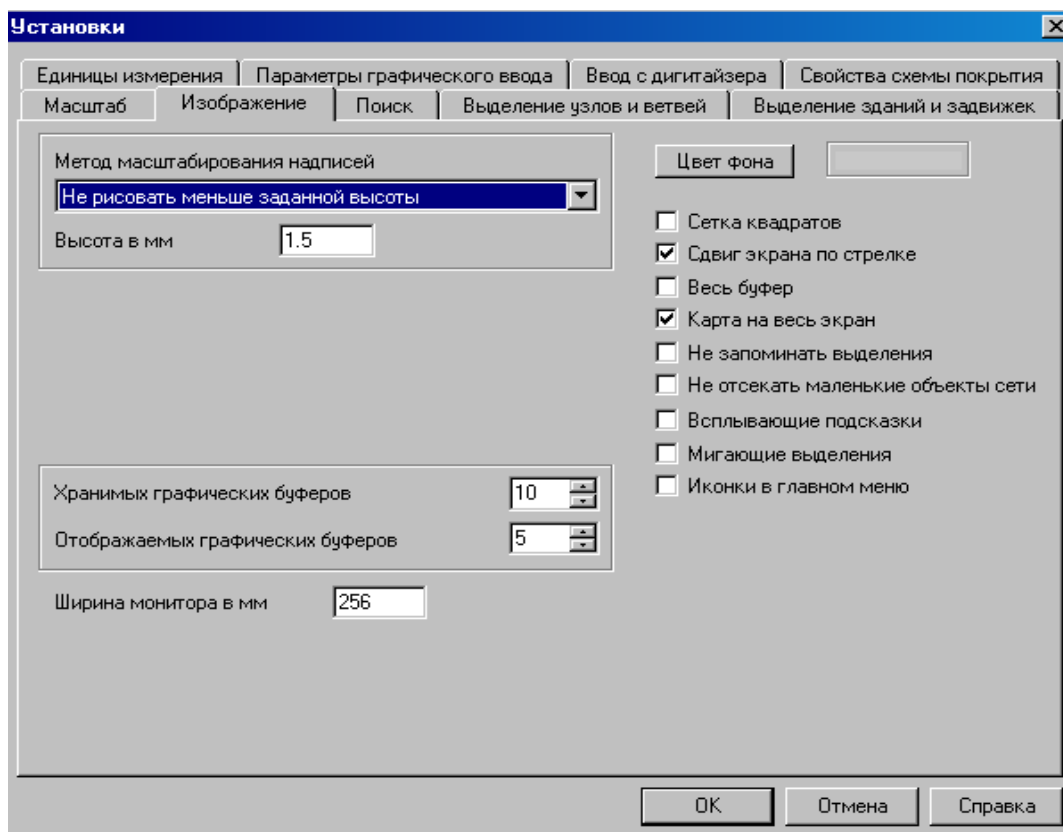 Установки
Единицы измерения
Параметры графического ввода
Ввод с дигитайзера
Свойства схемы покрытия
Масштаб
Изображение
Поиск
Выделение узлов и ветвей
Выделение зданий и задвижек
Метод масштабирования надписей
Не рисовать меньше заданной высоты
Высота в мм
1.5
Цвет фона
Сетка квадратов
Сдвиг экрана по стрелке
Весь буфер
Карта на весь экран
Не запоминать выделения
Не отсекать маленькие объекты сети
Всплывающие подсказки
Мигающие выделения
Иконки в главном меню
Хранимых графических буферов
10
Отображаемых графических буферов
5
Ширина монитора в мм
256
OK
Отмена
Справка